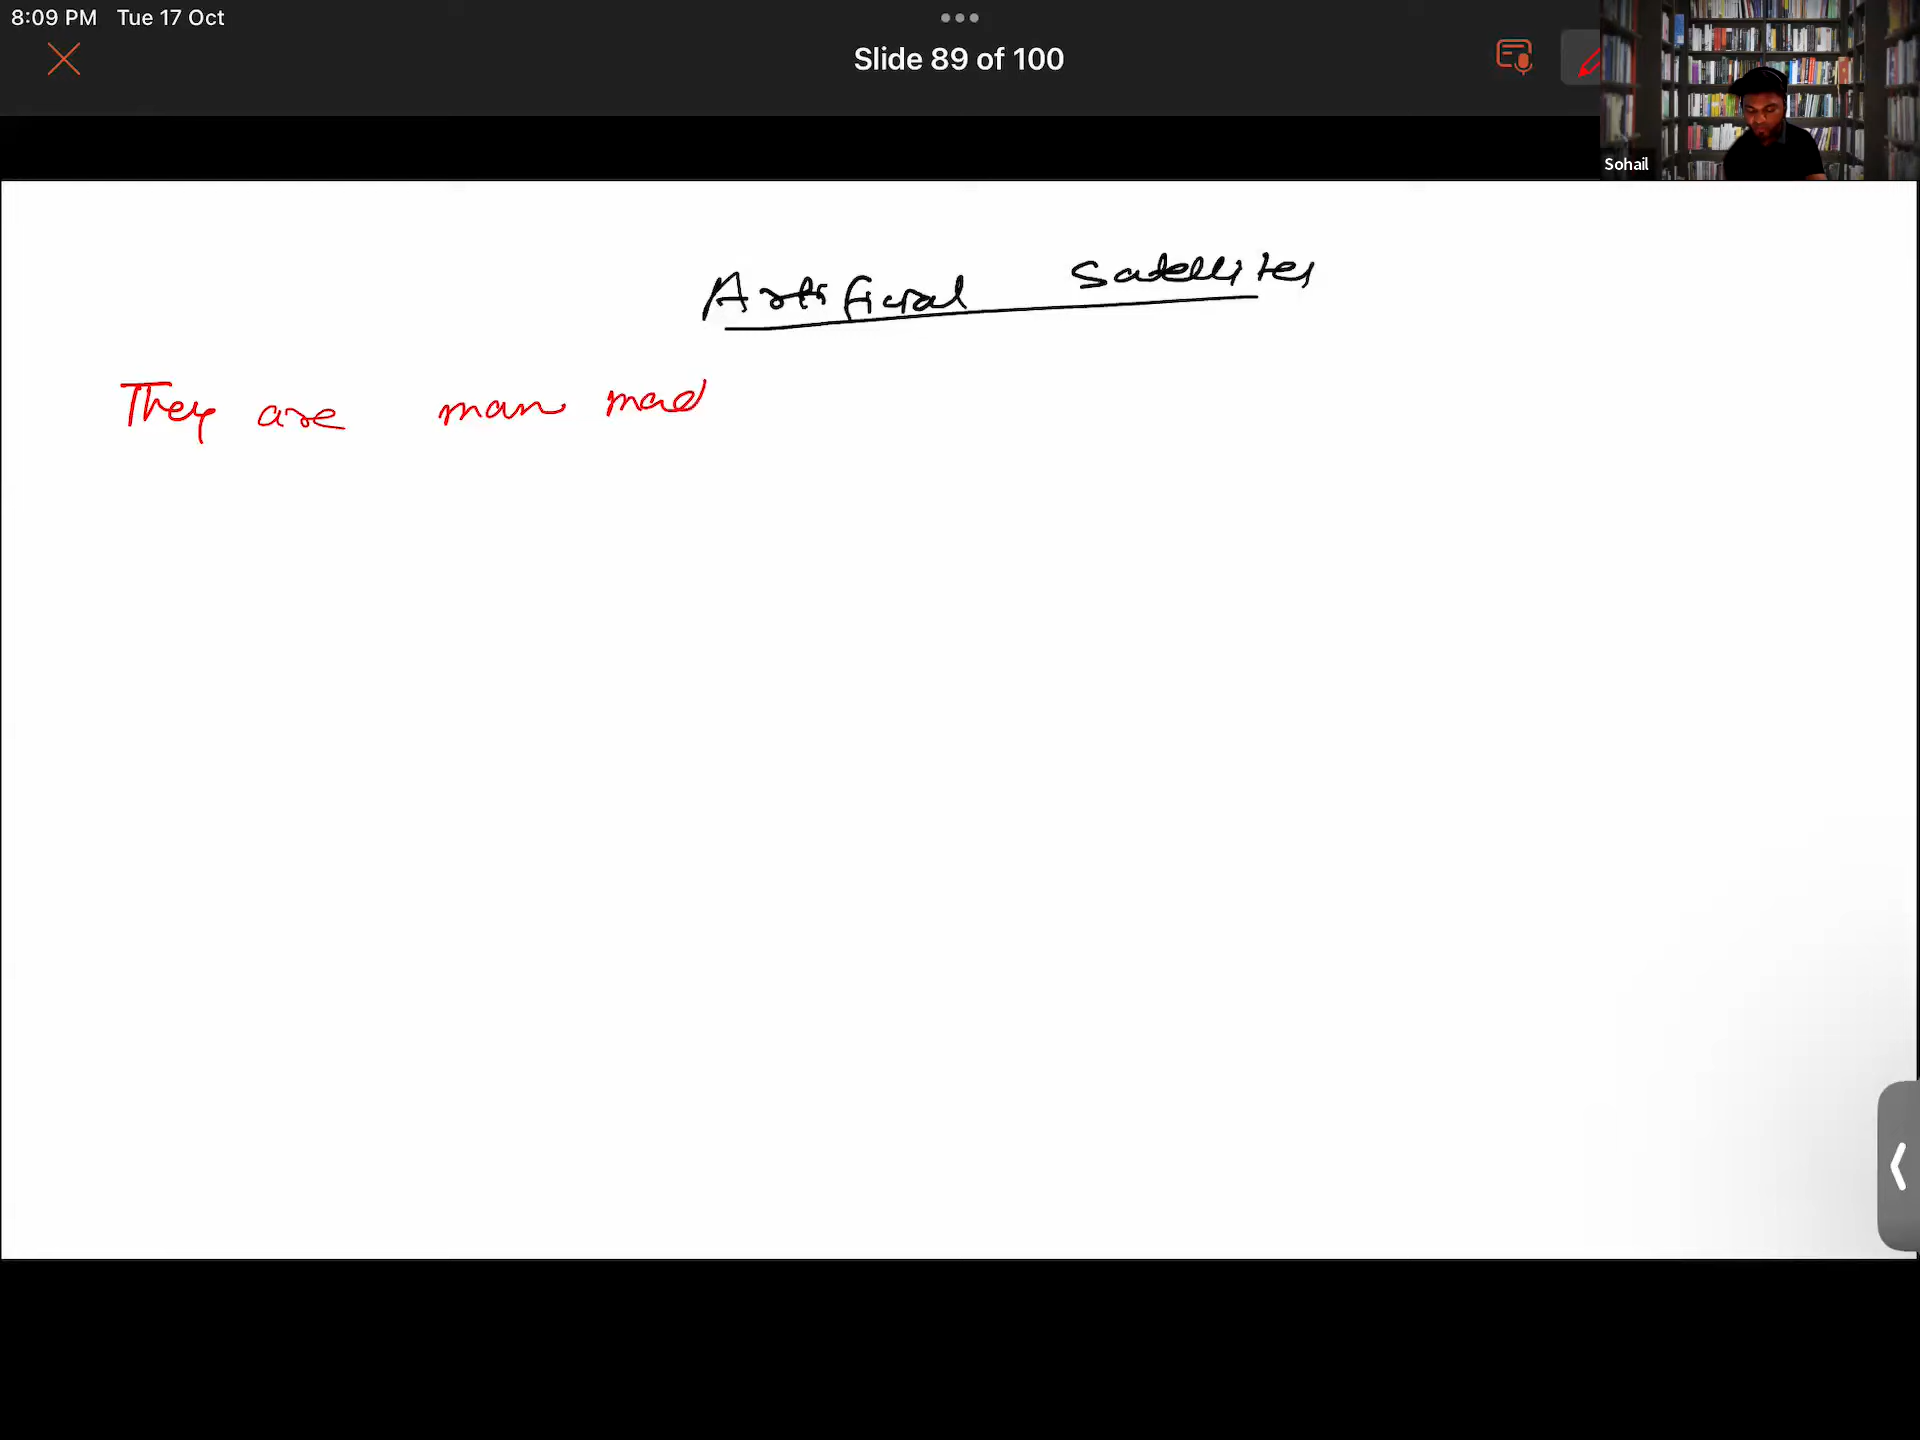 8:09 PM Tue 17 Oct
Slide 89 of 100
Sohail
Artificial Satellites
They are man mad